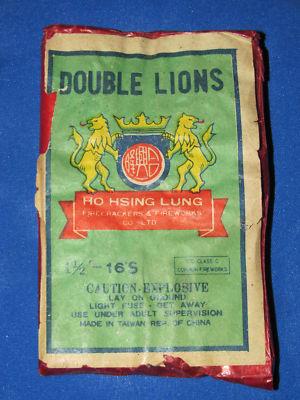 DOUBLE LIONS
HO HSING LUNG
FIRECRACKERS & FIREWORKS
CO. LTD
1½"-16'S
ICC CLASS C
COMMON FIREWORKS
CAUTION-EXPLOSIVE
LAY ON GROUND
LIGHT FUSE - GET AWAY
USE UNDER ADULT SUPERVISION
MADE IN TAIWAN REP. OF CHINA